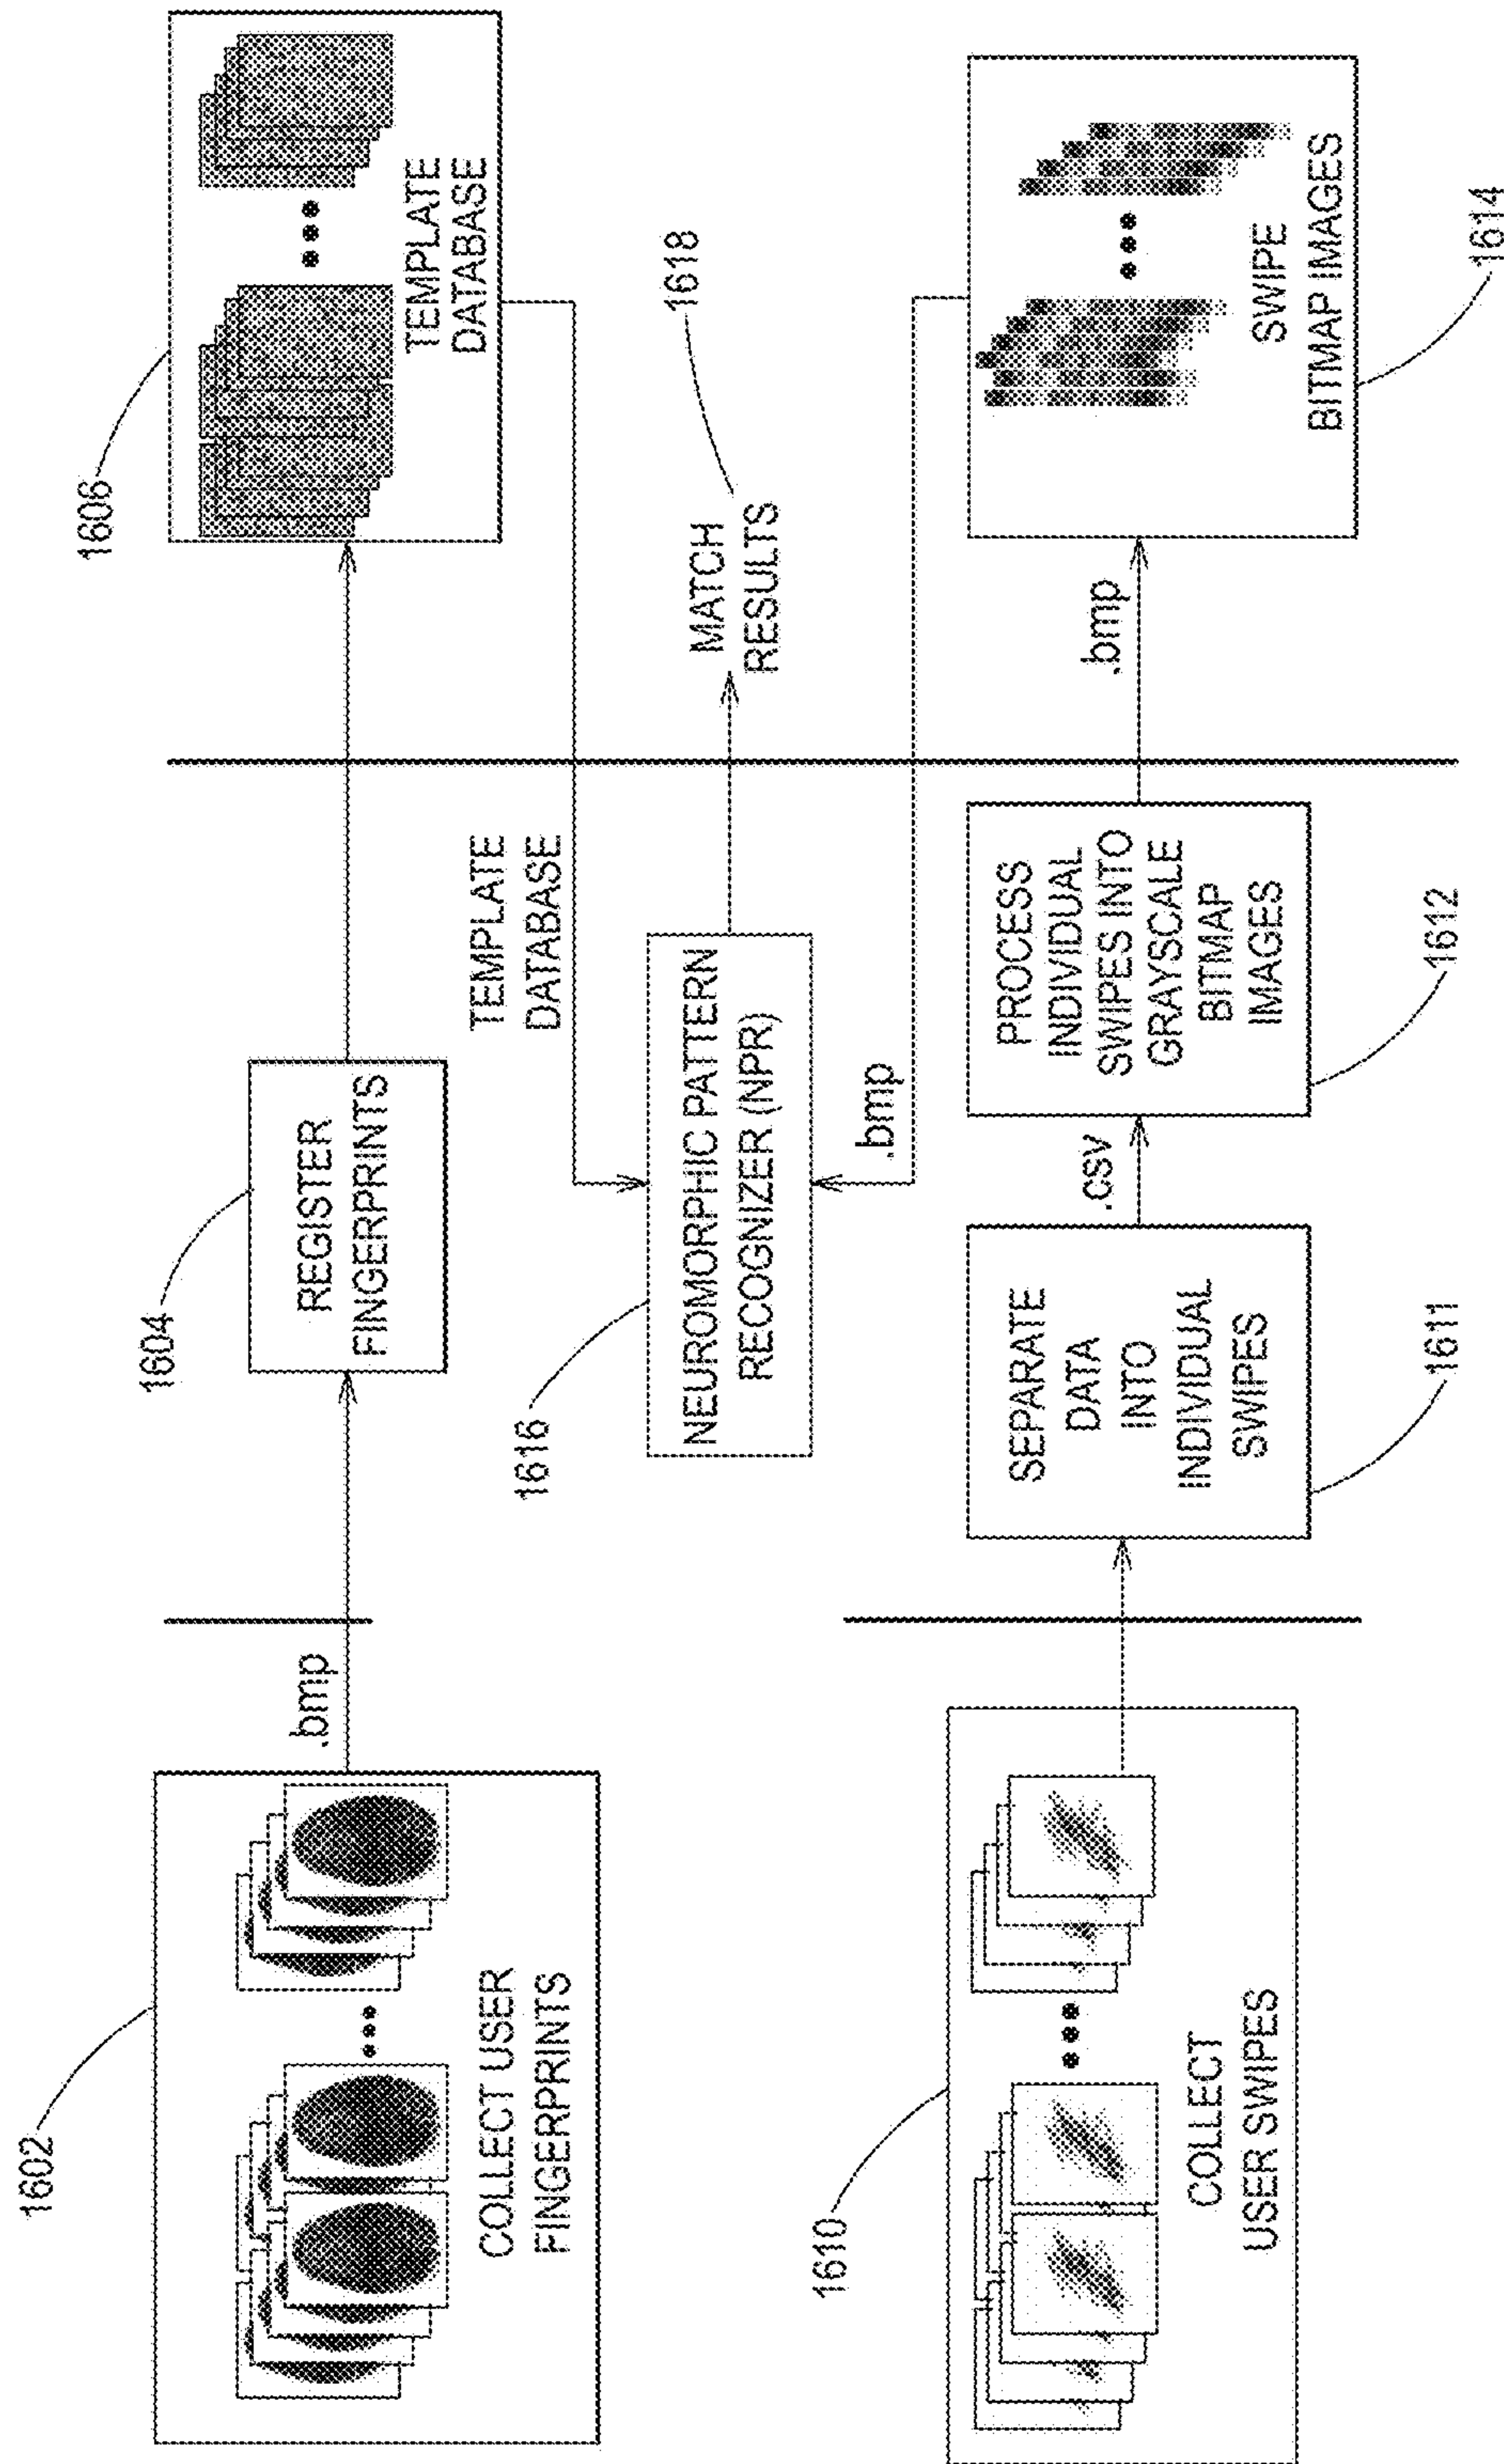 1602
COLLECT USER
FINGERPRINTS
.bmp
1604
REGISTER
FINGERPRINTS
1606
TEMPLATE
DATABASE
TEMPLATE
DATABASE
1616
NEUROMORPHIC PATTERN
RECOGNIZER (NPR)
MATCH
RESULTS
1618
.bmp
1610
COLLECT
USER SWIPES
SEPARATE
DATA
INTO
INDIVIDUAL
SWIPES
1611
.csv
PROCESS
INDIVIDUAL
SWIPES INTO
GRAYSCALE
BITMAP
IMAGES
1612
.bmp
SWIPE
BITMAP IMAGES
1614